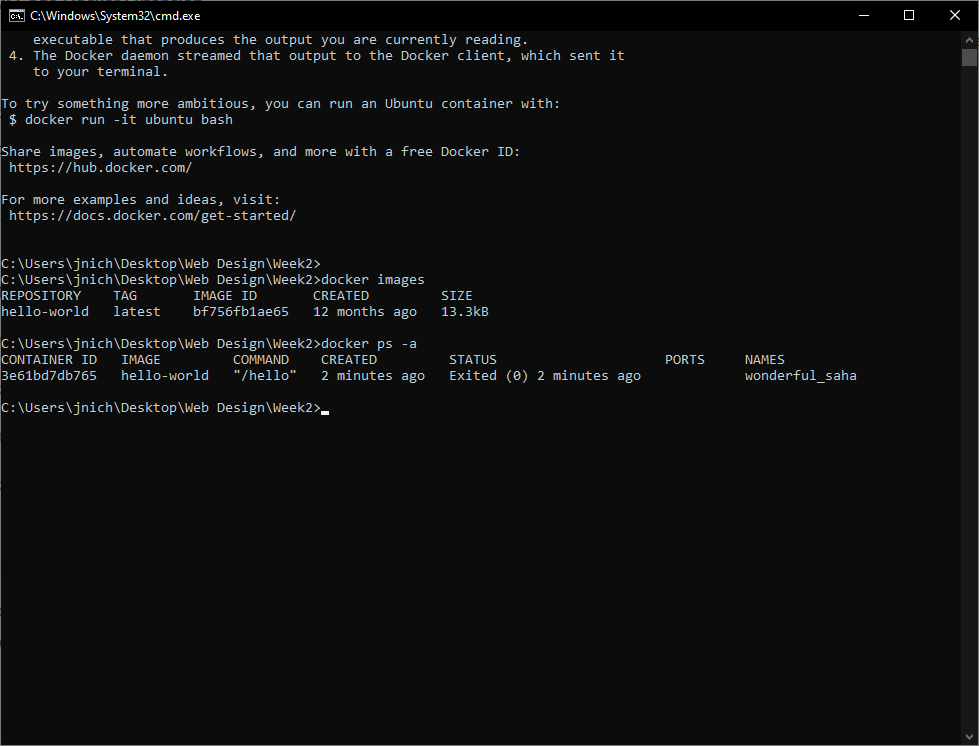 C:\Windows\System32\cmd.exe
executable that produces the output you are currently reading.
4. The Docker daemon streamed that output to the Docker client, which sent it
to your terminal.
To try something more ambitious, you can run an Ubuntu container with:
$ docker run -it ubuntu bash
Share images, automate workflows, and more with a free Docker ID:
https://hub.docker.com/
For more examples and ideas, visit:
https://docs.docker.com/get-started/
C:\Users\jnich\Desktop\Web Design\Week2>
C:\Users\jnich\Desktop\Web Design\Week2>docker images
REPOSITORY    TAG       IMAGE ID       CREATED         SIZE
hello-world   latest    bf756fb1ae65   12 months ago   13.3kB
C:\Users\jnich\Desktop\Web Design\Week2>docker ps -a
CONTAINER ID   IMAGE         COMMAND    CREATED         STATUS                     PORTS     NAMES
3e61bd7db765   hello-world   "/hello"   2 minutes ago   Exited (0) 2 minutes ago             wonderful_saha
C:\Users\jnich\Desktop\Web Design\Week2>